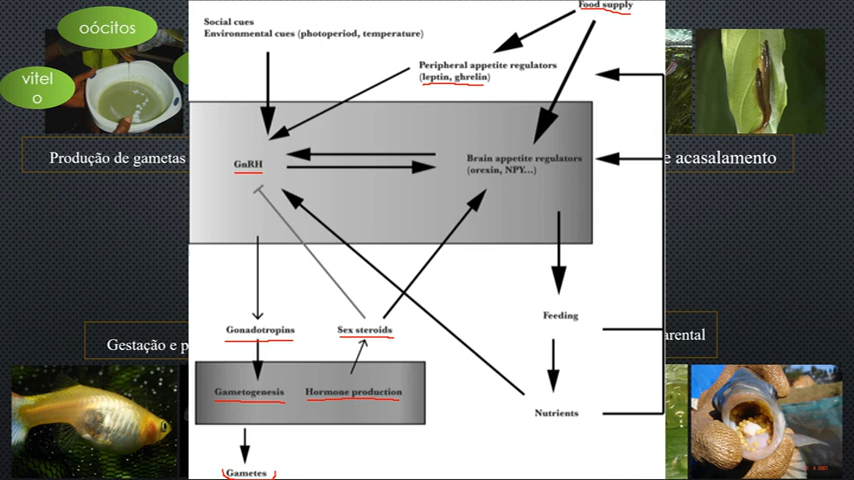 oócitos
vitel
o
Produção de gametas
e acasalamento
Gestação e p
arental
Social cues
Environmental cues (photoperiod, temperature)
Food supply
Peripheral appetite regulators
(leptin, ghrelin)
GnRH
Brain appetite regulators
(orexin, NPY...)
Feeding
Gonadotropins
Sex steroids
Gametogenesis
Hormone production
Nutrients
Gametes